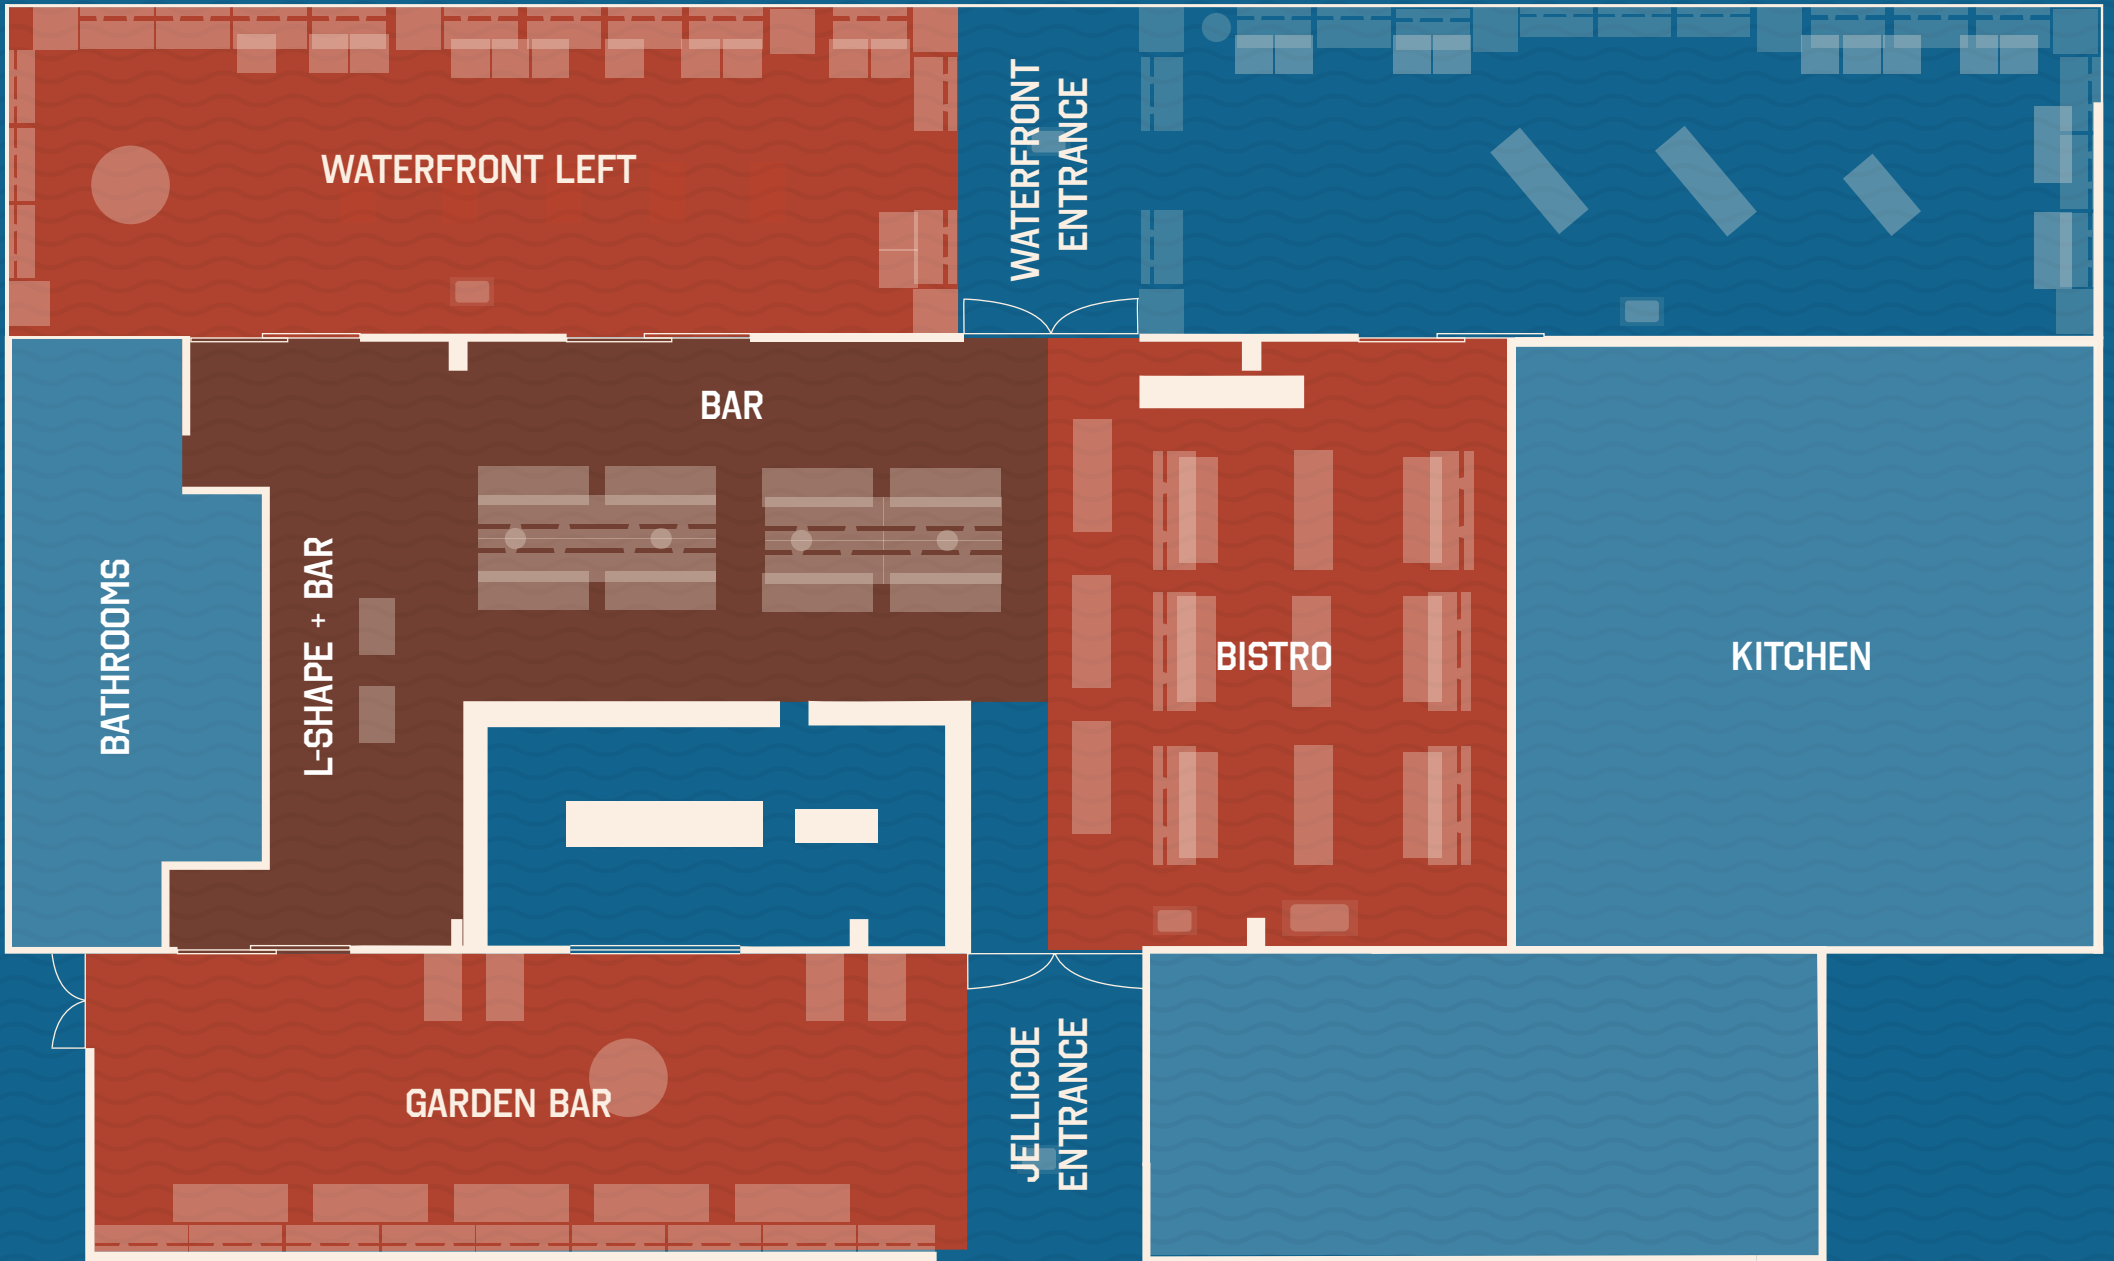 WATERFRONT LEFT
WATERFRONT
ENTRANCE
BAR
BATHROOMS
L-SHAPE + BAR
BISTRO
KITCHEN
GARDEN BAR
JELLICOE
ENTRANCE